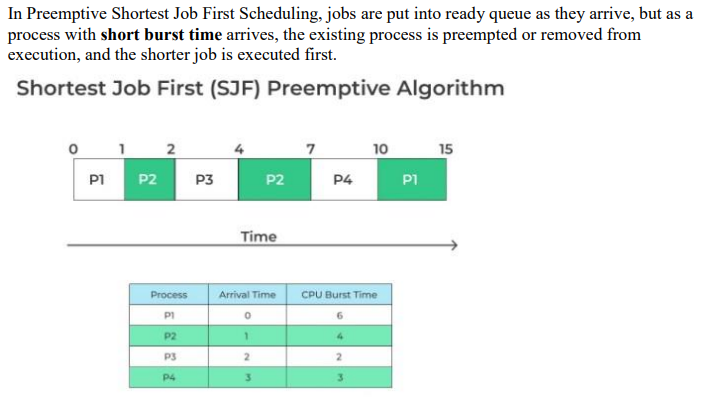 In Preemptive Shortest Job First Scheduling, jobs are put into ready queue as they arrive, but as a
process with short burst time arrives, the existing process is preempted or removed from
execution, and the shorter job is executed first.
Shortest Job First (SJF) Preemptive Algorithm
0 1 2 4 7 10 15
P1 P2 P3 P2 P4 P1
Time
Process Arrival Time CPU Burst Time
P1 0 6
P2 1 4
P3 2 2
P4 3 3